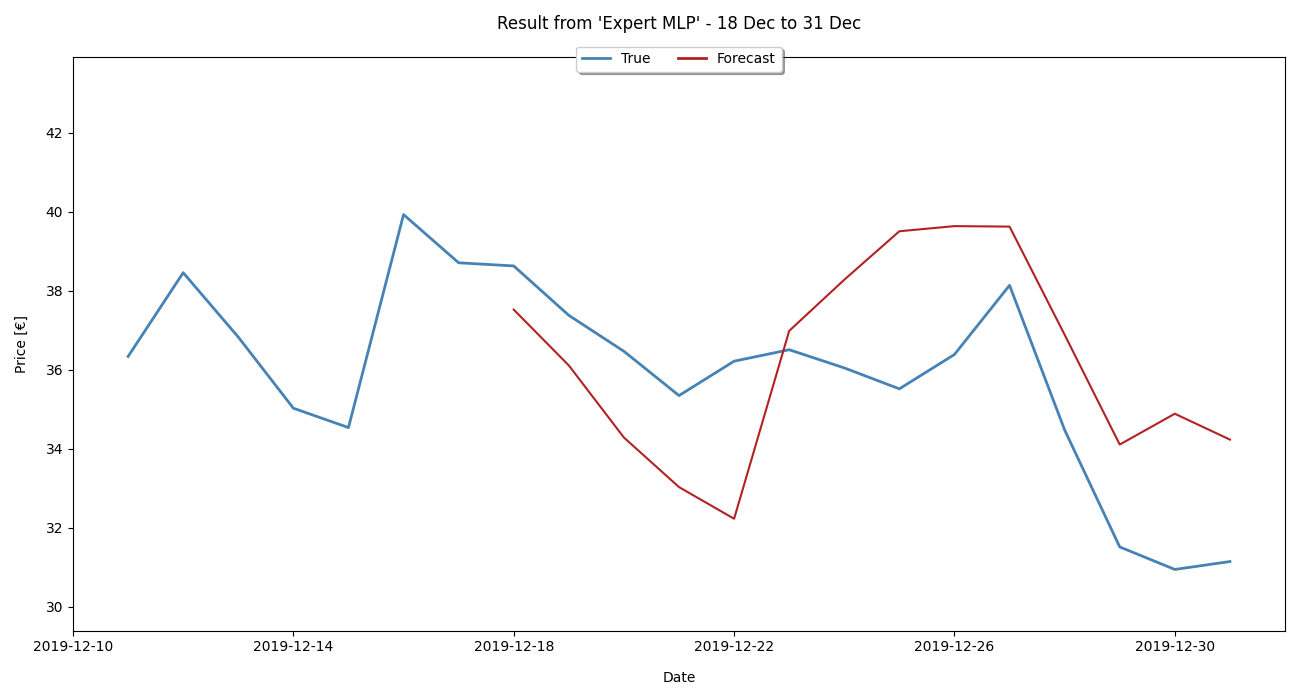 Result from 'Expert MLP' - 18 Dec to 31 Dec
True Forecast
Price [€]
42
40
38
36
34
32
30
2019-12-10 2019-12-14 2019-12-18 2019-12-22 2019-12-26 2019-12-30
Date